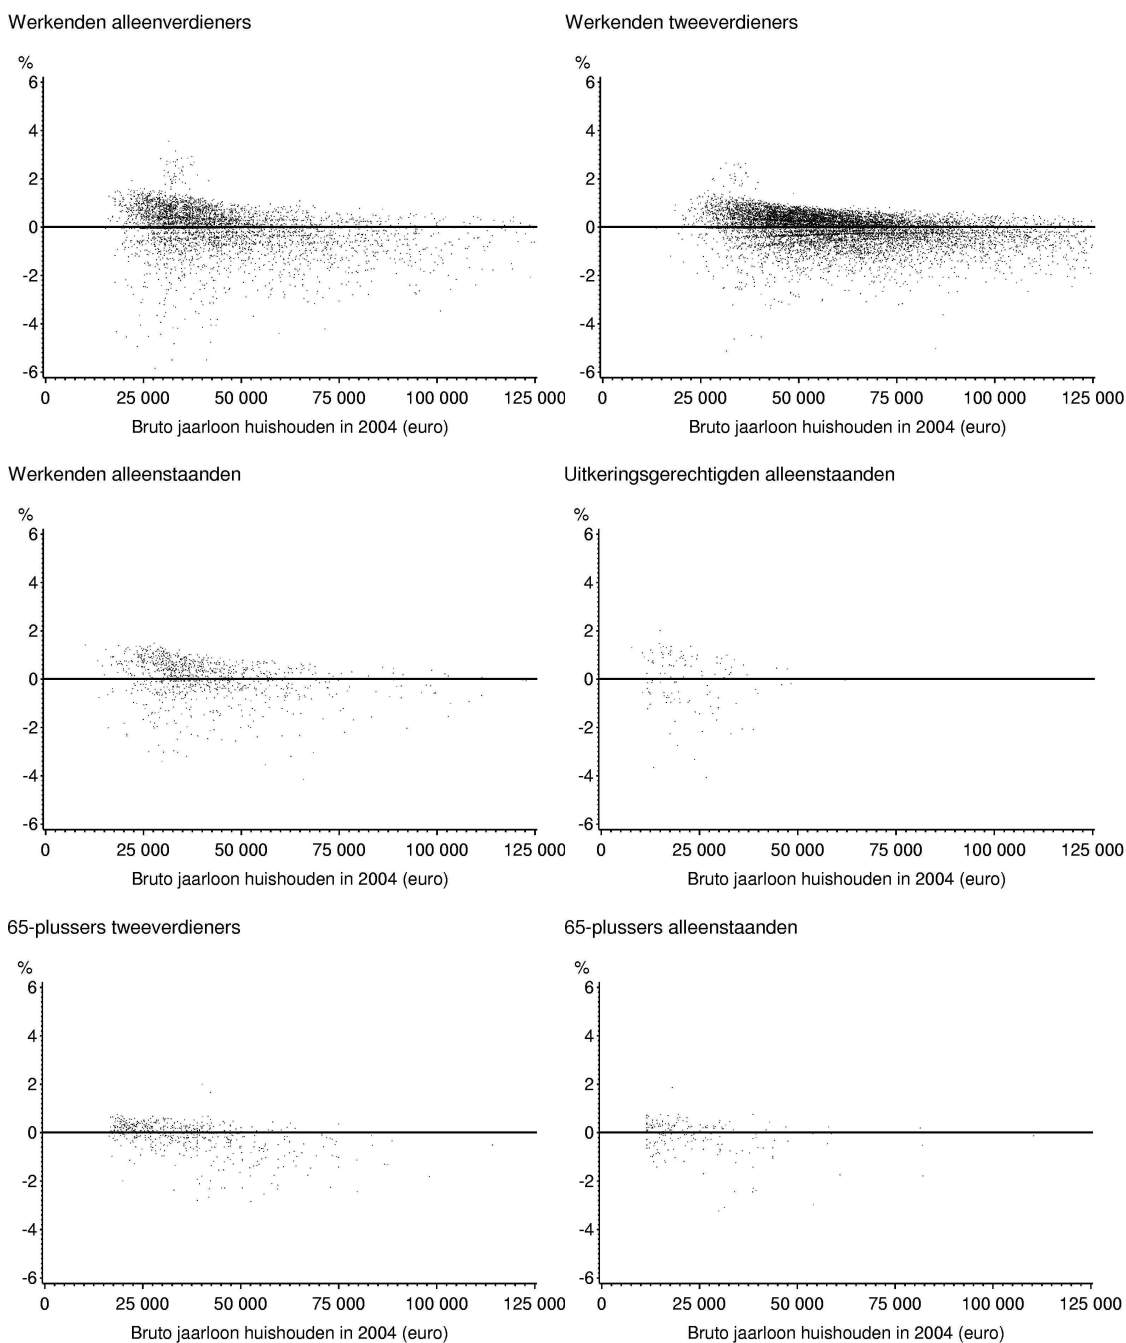 Werkenden alleenverdieners
%
6
4
2
0
-2
-4
-6
0 25 000 50 000 75 000 100 000 125 000
Bruto jaarloon huishouden in 2004 (euro)
Werkenden tweeverdieners
%
6
4
2
0
-2
-4
-6
0 25 000 50 000 75 000 100 000 125 000
Bruto jaarloon huishouden in 2004 (euro)
Werkenden alleenstaanden
%
6
4
2
0
-2
-4
-6
0 25 000 50 000 75 000 100 000 125 000
Bruto jaarloon huishouden in 2004 (euro)
Uitkeringsgerechtigden alleenstaanden
%
6
4
2
0
-2
-4
-6
0 25 000 50 000 75 000 100 000 125 000
Bruto jaarloon huishouden in 2004 (euro)
65-plussers tweeverdieners
%
6
4
2
0
-2
-4
-6
0 25 000 50 000 75 000 100 000 125 000
Bruto jaarloon huishouden in 2004 (euro)
65-plussers alleenstaanden
%
6
4
2
0
-2
-4
-6
0 25 000 50 000 75 000 100 000 125 000
Bruto jaarloon huishouden in 2004 (euro)